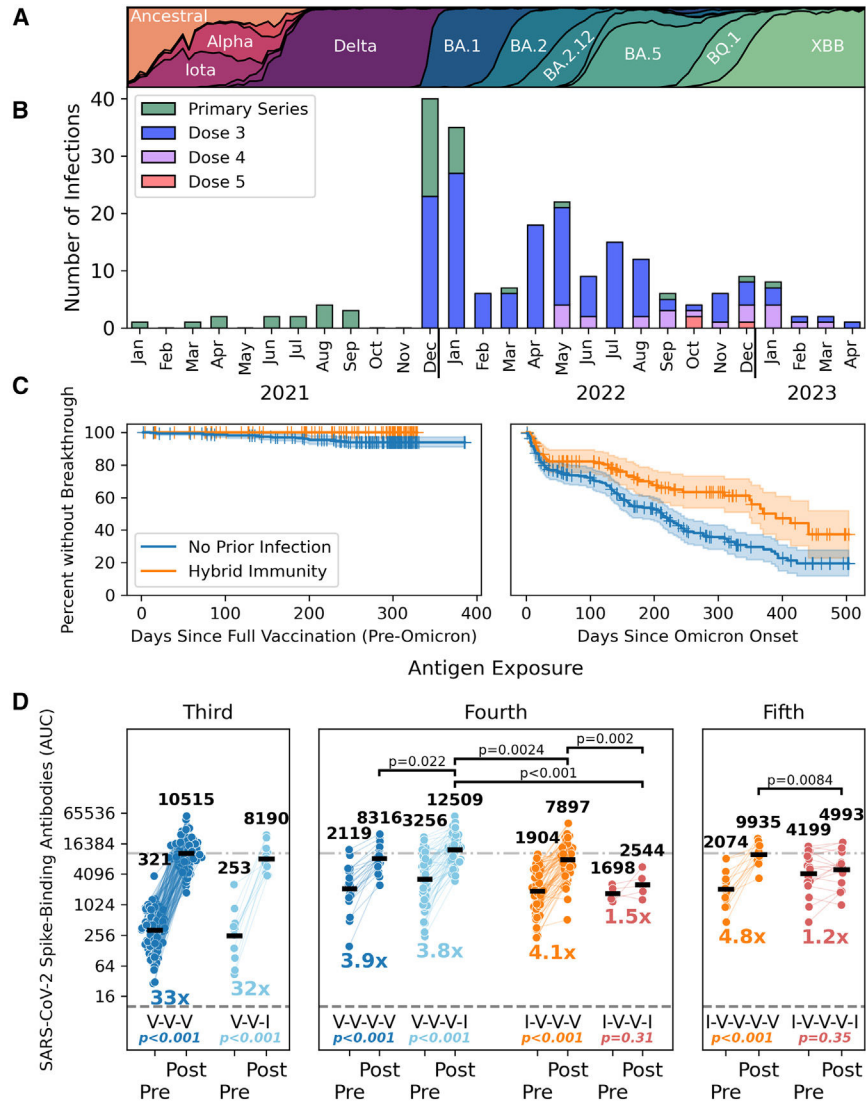 A
Ancestral
Alpha
Iota
Delta
BA.1
BA.2
BA.2.12
BA.5
BQ.1
XBB
B
Number of Infections
40
30
20
10
0
Primary Series
Dose 3
Dose 4
Dose 5
Jan Feb Mar Apr May Jun Jul Aug Sep Oct Nov Dec Jan Feb Mar Apr May Jun Jul Aug Sep Oct Nov Dec Jan Feb Mar Apr
2021 2022 2023
C
Percent without Breakthrough
100
80
60
40
20
0
No Prior Infection
Hybrid Immunity
0 100 200 300 400
Days Since Full Vaccination (Pre-Omicron)
0 100 200 300 400 500
Days Since Omicron Onset
Antigen Exposure
D
SARS-CoV-2 Spike-Binding Antibodies (AUC)
65536
16384
4096
1024
256
64
16
Third
10515
321
8190
253
33x
32x
V-V-V V-V-I
p<0.001 p<0.001
Pre Post Pre Post
Fourth
p=0.022
p=0.0024
p=0.002
p<0.001
2119
8316
3256
12509
1904
7897
1698
2544
3.9x
3.8x
4.1x
1.5x
V-V-V-V V-V-V-I I-V-V-V I-V-V-I
p<0.001 p<0.001 p<0.001 p=0.31
Pre Post Pre Post Pre Post Pre Post
Fifth
p=0.0084
2074
9935
4199
4993
4.8x
1.2x
I-V-V-V-V I-V-V-V-I
p<0.001 p=0.35
Pre Post Pre Post